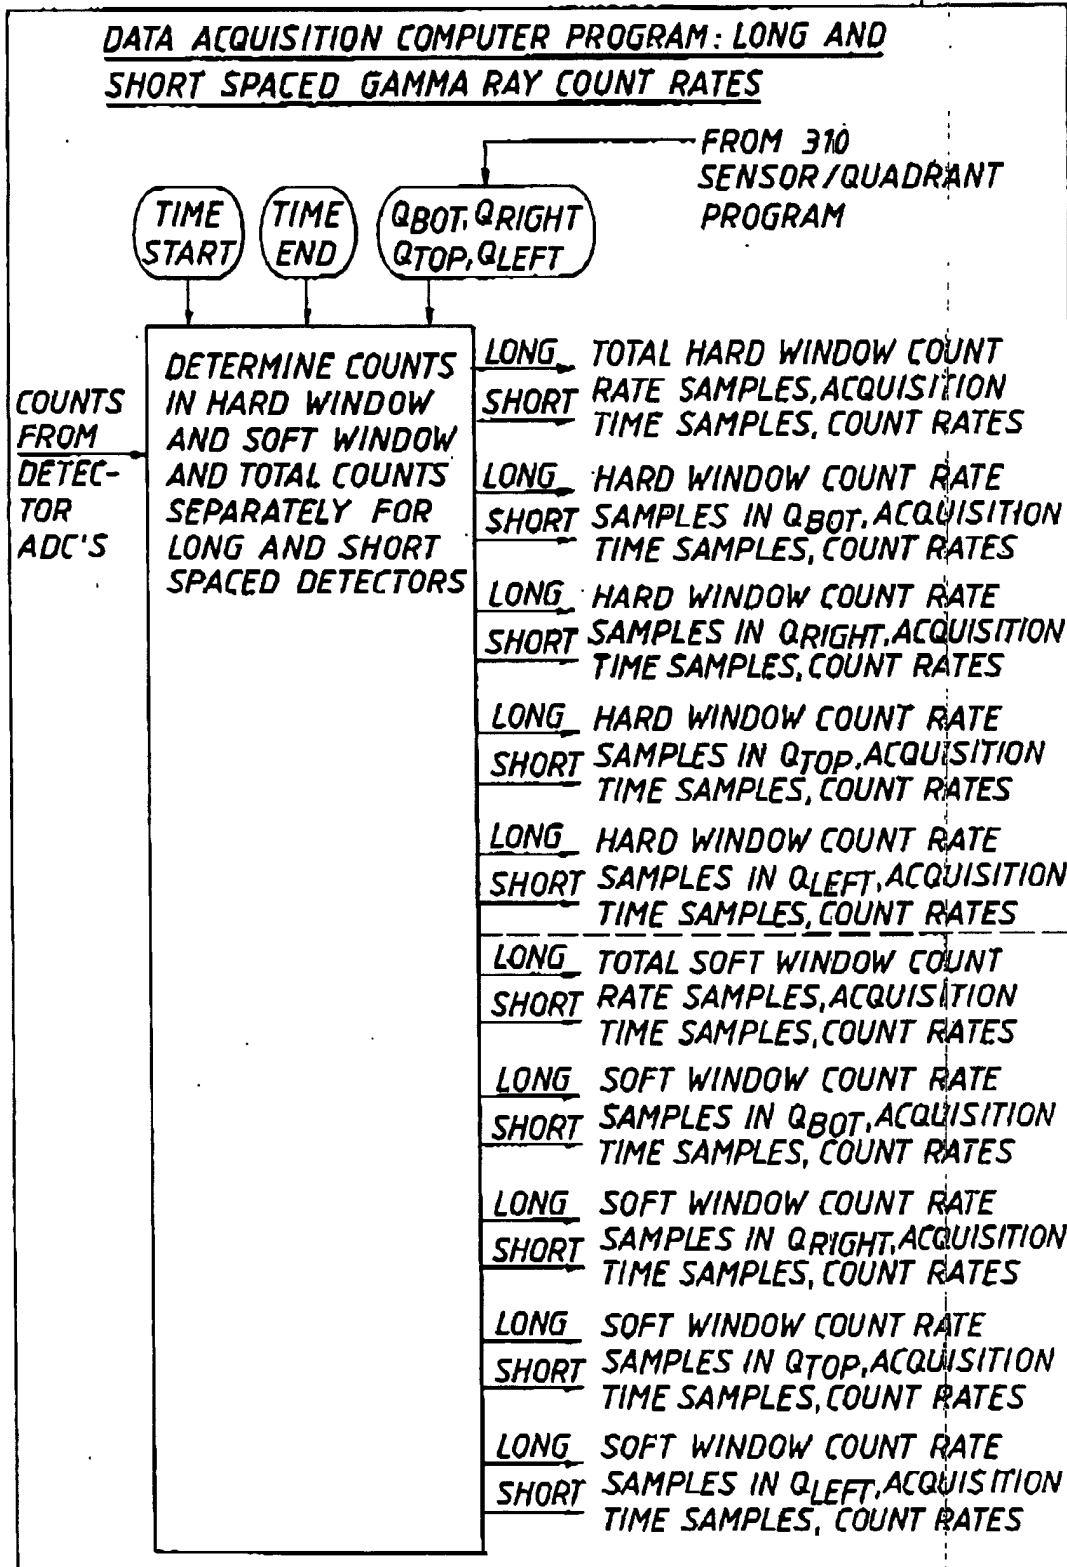 DATA ACQUISITION COMPUTER PROGRAM: LONG AND
SHORT SPACED GAMMA RAY COUNT RATES
FROM 310
SENSOR/QUADRANT
PROGRAM
TIME
START
TIME
END
QBOT, QRIGHT
QTOP, QLEFT
COUNTS
FROM
DETEC-
TOR
ADC'S
DETERMINE COUNTS
IN HARD WINDOW
AND SOFT WINDOW
AND TOTAL COUNTS
SEPARATELY FOR
LONG AND SHORT
SPACED DETECTORS
LONG TOTAL HARD WINDOW COUNT
SHORT RATE SAMPLES, ACQUISITION
TIME SAMPLES, COUNT RATES
LONG HARD WINDOW COUNT RATE
SHORT SAMPLES IN QBOT, ACQUISITION
TIME SAMPLES, COUNT RATES
LONG HARD WINDOW COUNT RATE
SHORT SAMPLES IN QRIGHT, ACQUISITION
TIME SAMPLES, COUNT RATES
LONG HARD WINDOW COUNT RATE
SHORT SAMPLES IN QTOP, ACQUISITION
TIME SAMPLES, COUNT RATES
LONG HARD WINDOW COUNT RATE
SHORT SAMPLES IN QLEFT, ACQUISITION
TIME SAMPLES, COUNT RATES
LONG TOTAL SOFT WINDOW COUNT
SHORT RATE SAMPLES, ACQUISITION
TIME SAMPLES, COUNT RATES
LONG SOFT WINDOW COUNT RATE
SHORT SAMPLES IN QBOT, ACQUISITION
TIME SAMPLES, COUNT RATES
LONG SOFT WINDOW COUNT RATE
SHORT SAMPLES IN QRIGHT, ACQUISITION
TIME SAMPLES, COUNT RATES
LONG SOFT WINDOW COUNT RATE
SHORT SAMPLES IN QTOP, ACQUISITION
TIME SAMPLES, COUNT RATES
LONG SOFT WINDOW COUNT RATE
SHORT SAMPLES IN QLEFT, ACQUISITION
TIME SAMPLES, COUNT RATES